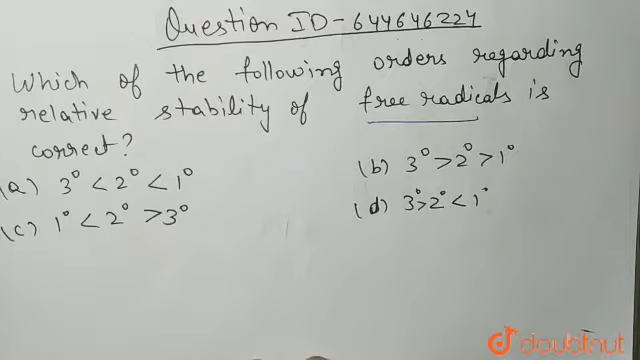 Question ID-644646224
Which of the following orders regarding
relative stability of free radicals is
correct?
(a) 3° < 2° < 1°
(b) 3° > 2° > 1°
(c) 1° < 2° > 3°
(d) 3° > 2° < 1°
doubtnut